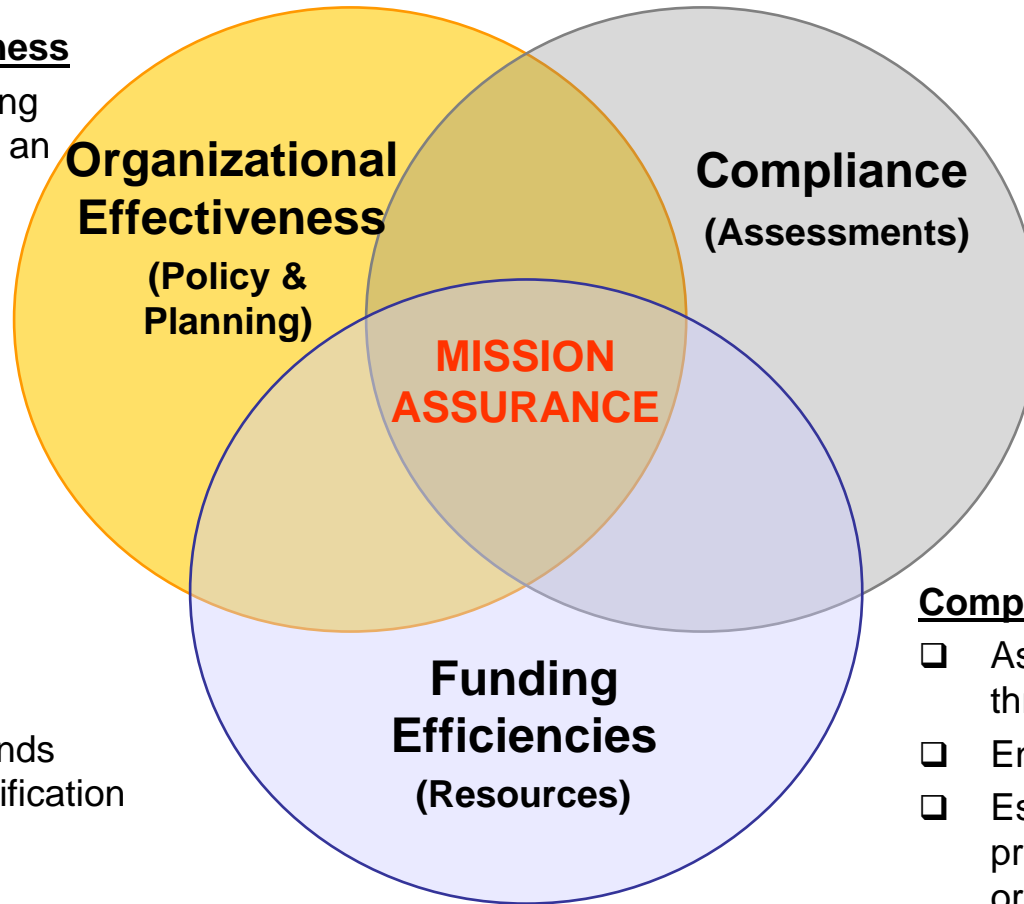 ness
ng
an
Organizational
Effectiveness
(Policy &
Planning)
Compliance
(Assessments)
MISSION
ASSURANCE
Funding
Efficiencies
(Resources)
nds
ification
Comp
❑ As
thr
❑ En
❑ Es
pr
or